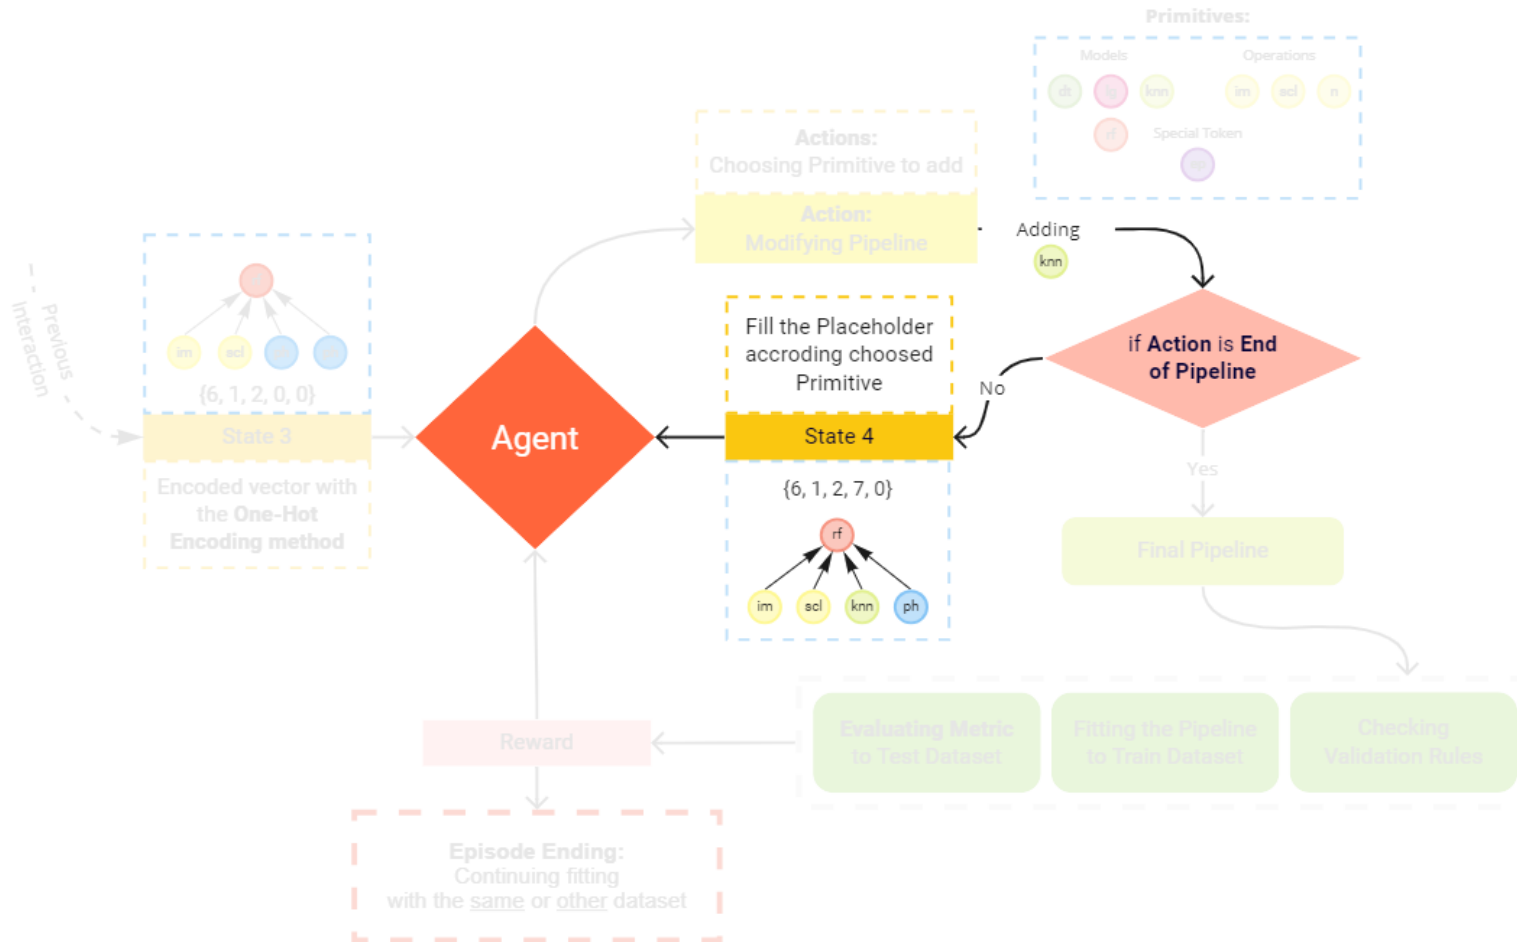 Primitives:
Models
Operations
dt
lg
knn
im
scl
n
rf
Special Token
Actions:
Choosing Primitive to add
Action:
Modifying Pipeline
Adding
knn
Previous
interaction
im
scl
{6, 1, 2, 0, 0}
State 3
Encoded vector with
the One-Hot
Encoding method
Agent
Fill the Placeholder
accroding choosed
Primitive
State 4
{6, 1, 2, 7, 0}
rf
im
scl
knn
ph
if Action is End
of Pipeline
No
Yes
Final Pipeline
Checking
Validation Rules
Fitting the Pipeline
to Train Dataset
Evaluating Metric
to Test Dataset
Reward
Episode Ending:
Continuing fitting
with the same or other dataset